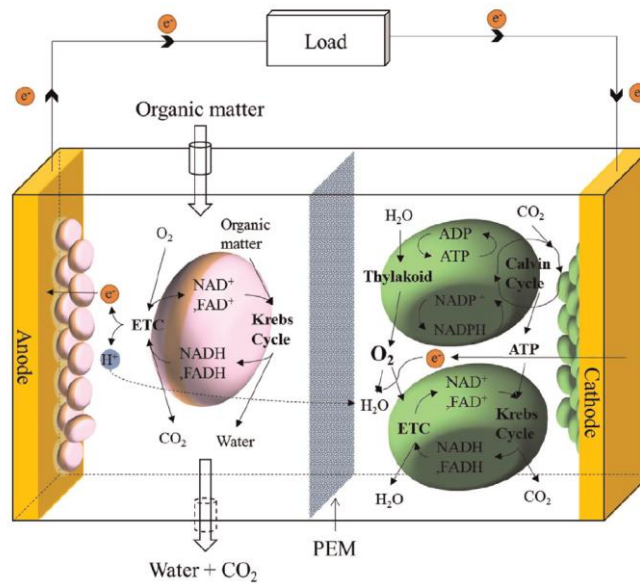 e-
e-
Load
e-
e-
Organic matter
Anode
O2
Organic
matter
NAD+
,FAD+
ETC
Krebs
Cycle
NADH
,FADH
e-
H+
CO2
Water
Water + CO2
PEM
H2O
ADP
ATP
CO2
Thylakoid
Calvin
Cycle
NADP+
NADPH
O2
e-
ATP
H2O
NAD+
,FAD+
ETC
Krebs
Cycle
NADH
,FADH
H2O
CO2
Cathode